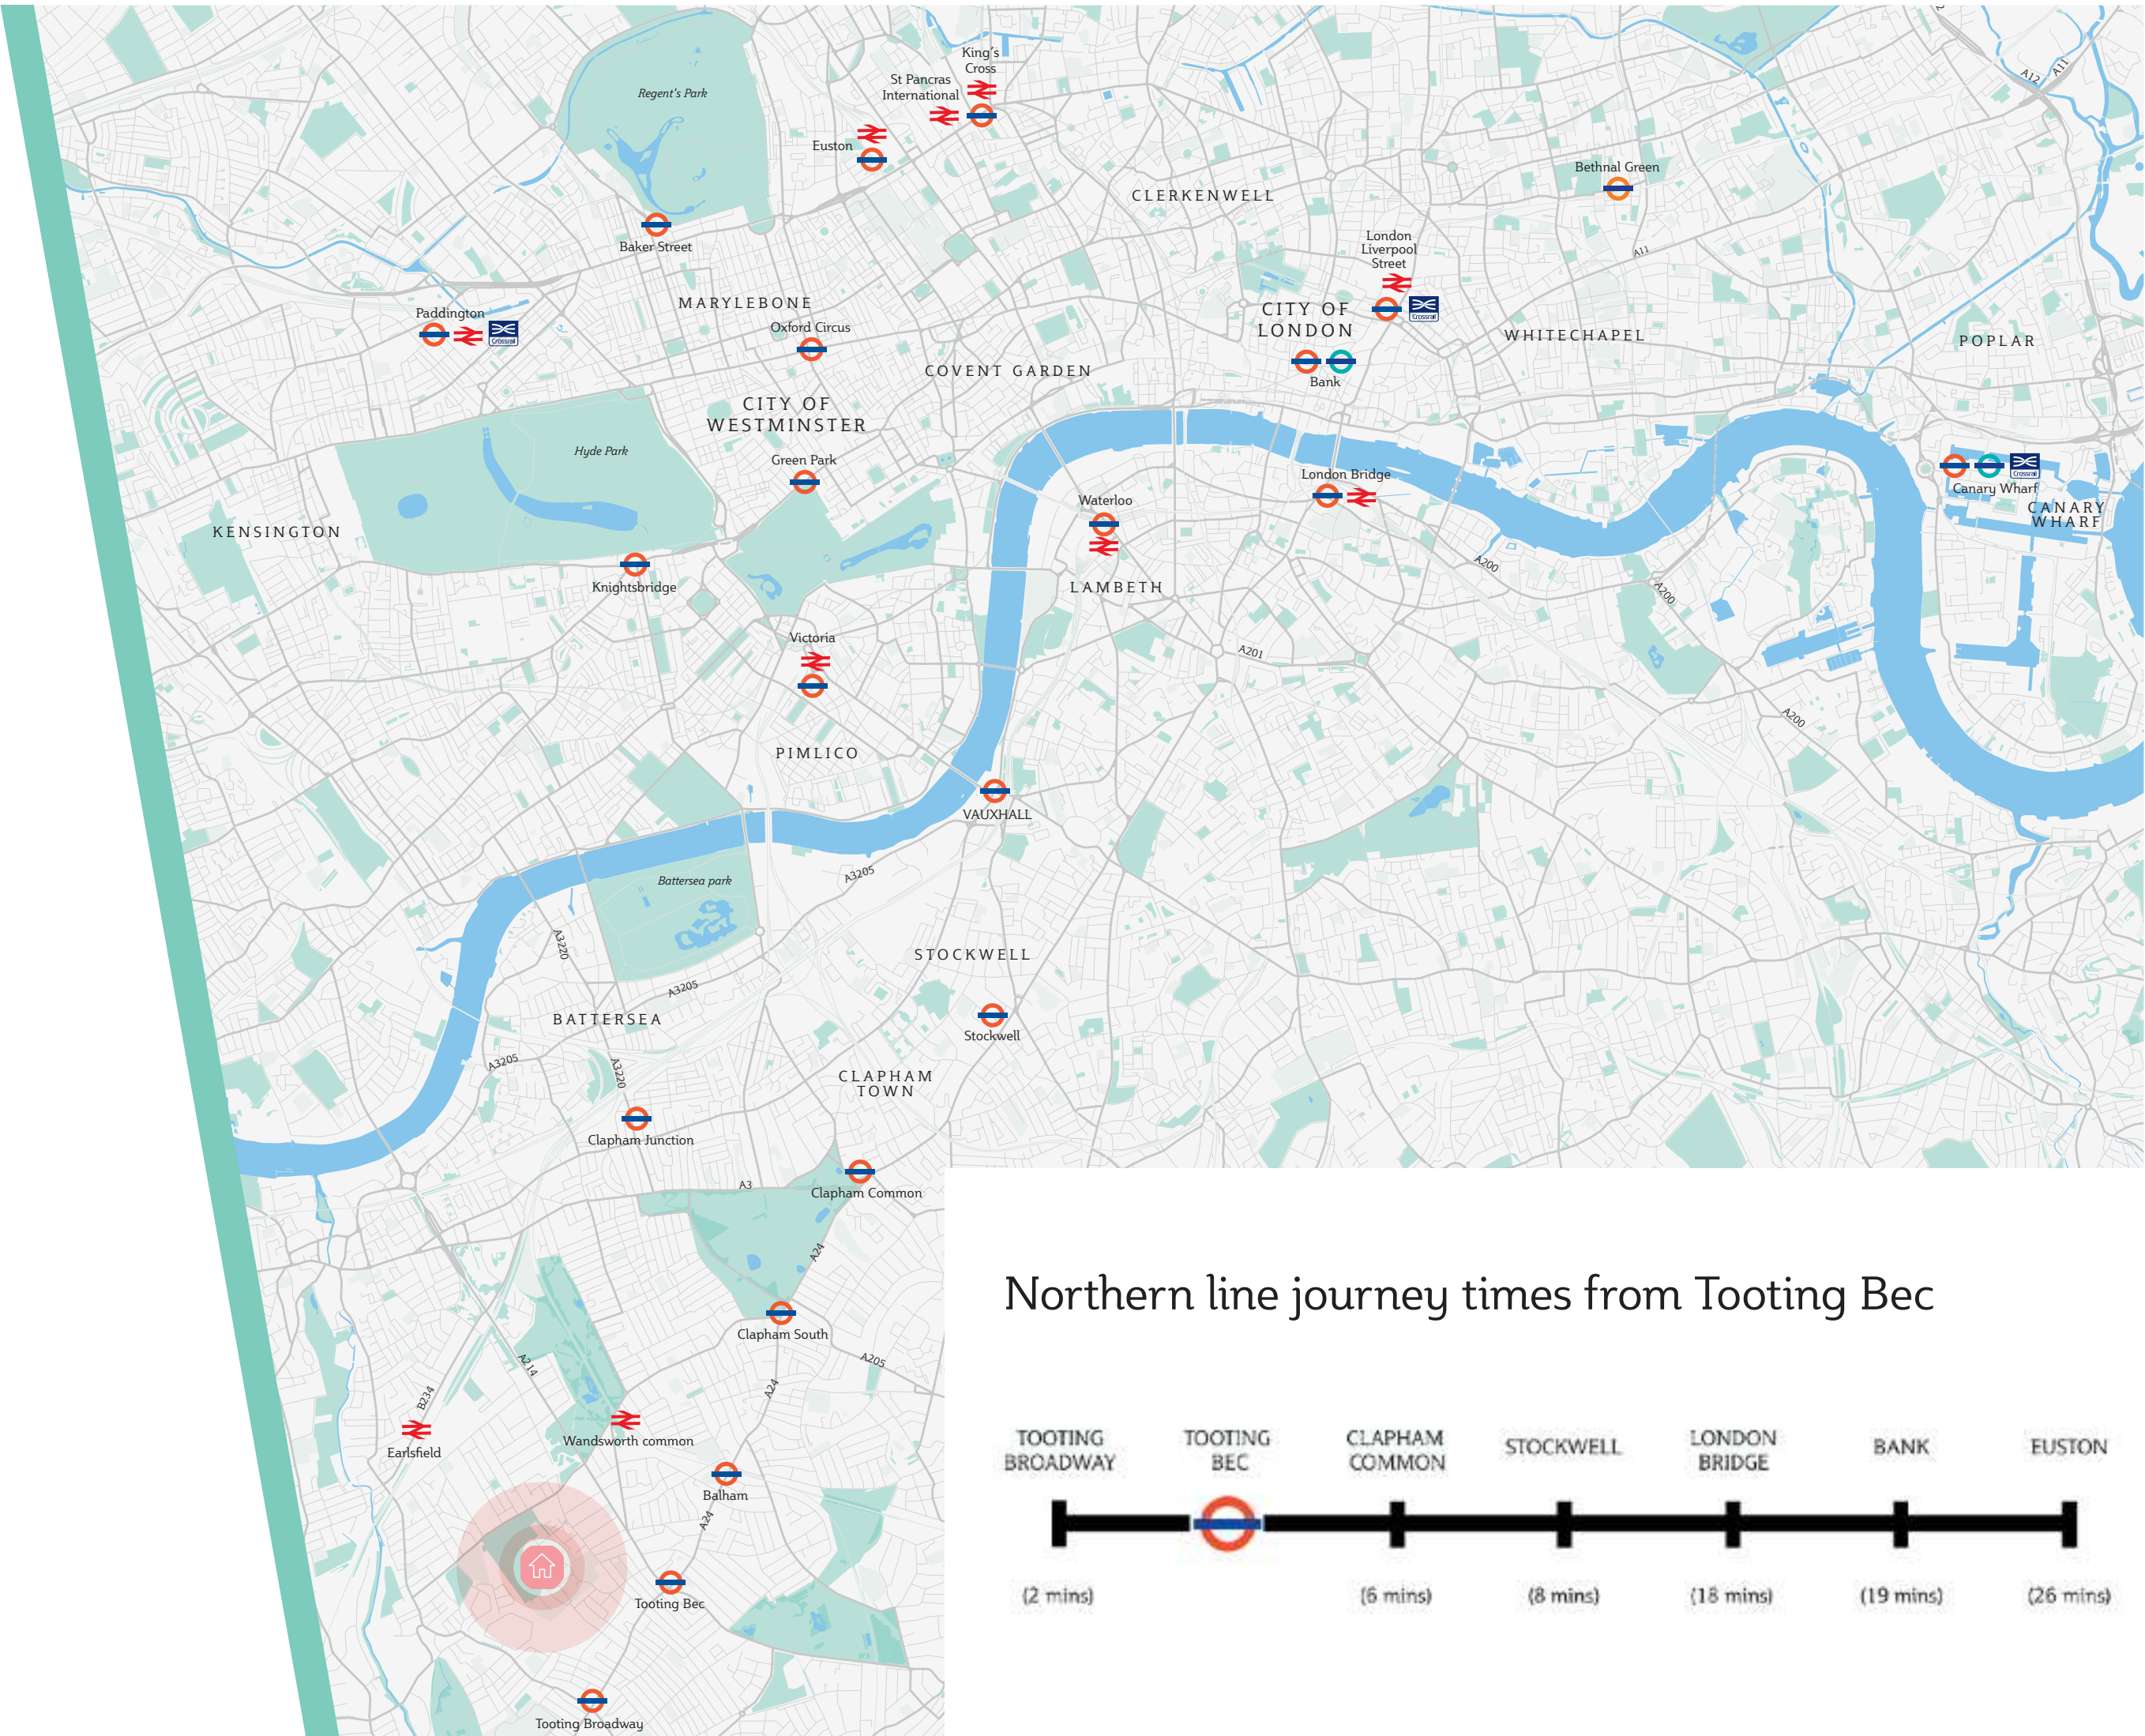 King's
Cross
St Pancras
International
Regent's Park
Euston
A12
A11
Bethnal Green
CLERKENWELL
Baker Street
London
Liverpool
Street
A11
MARYLEBONE
Paddington
Crossrail
Oxford Circus
CITY OF
LONDON
Crossrail
WHITECHAPEL
POPLAR
COVENT GARDEN
Bank
CITY OF
WESTMINSTER
Hyde Park
Green Park
London Bridge
Crossrail
Canary Wharf
Waterloo
CANARY
WHARF
KENSINGTON
Knightsbridge
LAMBETH
A200
A200
Victoria
A201
A200
PIMLICO
VAUXHALL
Battersea park
A3205
A3220
STOCKWELL
A3205
BATTERSEA
Stockwell
A3205
A3220
CLAPHAM
TOWN
Clapham Junction
A3
Clapham Common
A24
Clapham South
A214
A205
B234
A24
Earlsfield
Wandsworth common
Balham
A24
Tooting Bec
Tooting Broadway
Northern line journey times from Tooting Bec
TOOTING
BROADWAY
TOOTING
BEC
CLAPHAM
COMMON
STOCKWELL
LONDON
BRIDGE
BANK
EUSTON
(2 mins)
(6 mins)
(8 mins)
(18 mins)
(19 mins)
(26 mins)